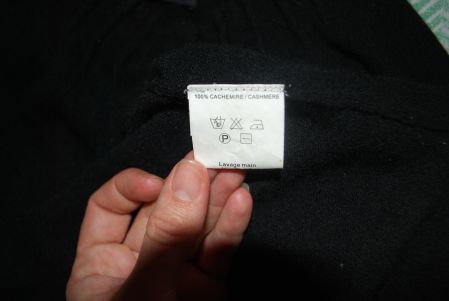 100% CACHEMIRE / CASHMERE
P
Lavage main